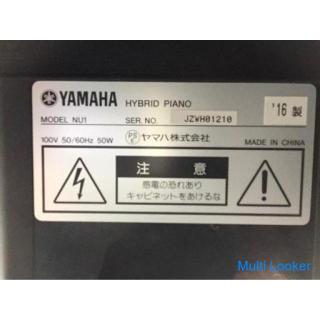 YAMAHA HYBRID PIANO
MODEL NU1 SER. NO. JZWH01210 '16 製
100V 50/60Hz 50W PS E ヤマハ株式会社 MADE IN CHINA
注意
感電の恐れあり
キャビネットをあけるな
Multi Looker